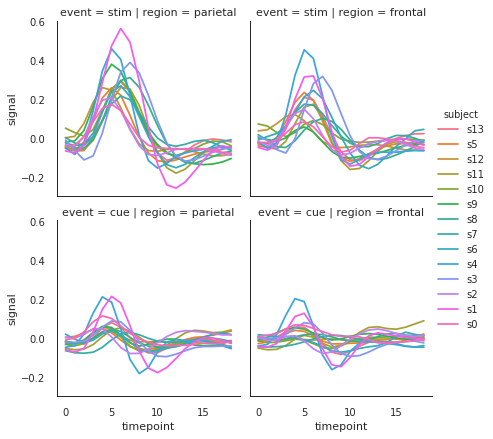 event = stim | region = parietal
event = stim | region = frontal
0.6
0.4
0.2
0.0
−0.2
signal
event = cue | region = parietal
event = cue | region = frontal
0.6
0.4
0.2
0.0
−0.2
signal
0 5 10 15
0 5 10 15
timepoint
timepoint
subject
s13
s5
s12
s11
s10
s9
s8
s7
s6
s4
s3
s2
s1
s0